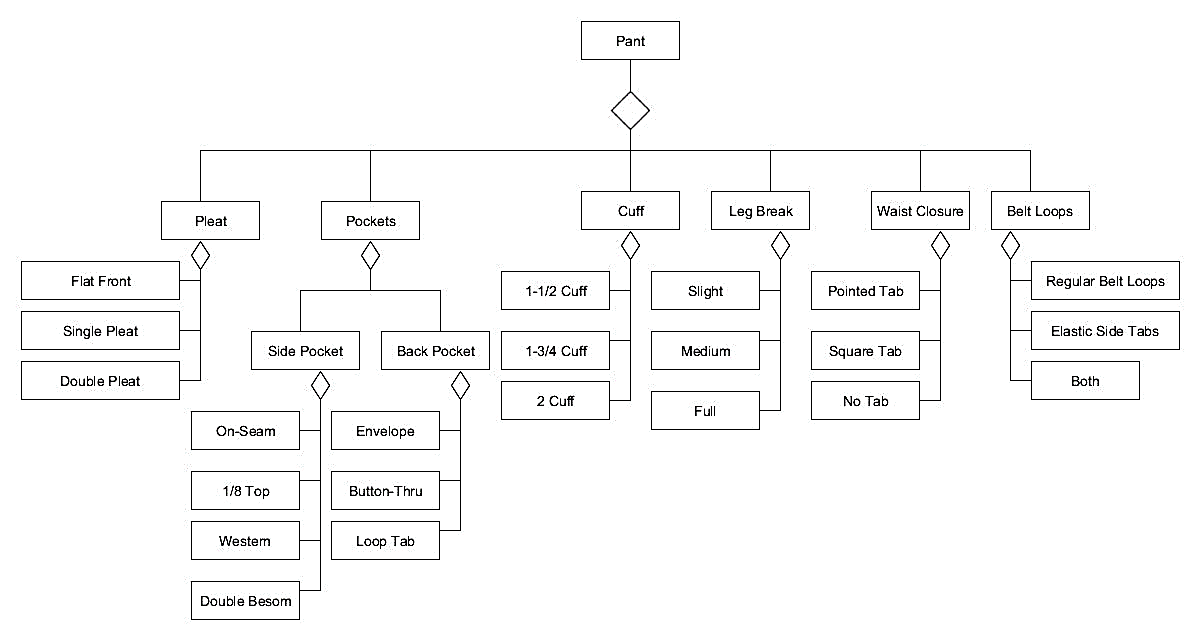 Pant
Pleat
Pockets
Cuff
Leg Break
Waist Closure
Belt Loops
Flat Front
Single Pleat
Double Pleat
Side Pocket
Back Pocket
On-Seam
1/8 Top
Western
Double Besom
Envelope
Button-Thru
Loop Tab
1-1/2 Cuff
1-3/4 Cuff
2 Cuff
Slight
Medium
Full
Pointed Tab
Square Tab
No Tab
Regular Belt Loops
Elastic Side Tabs
Both